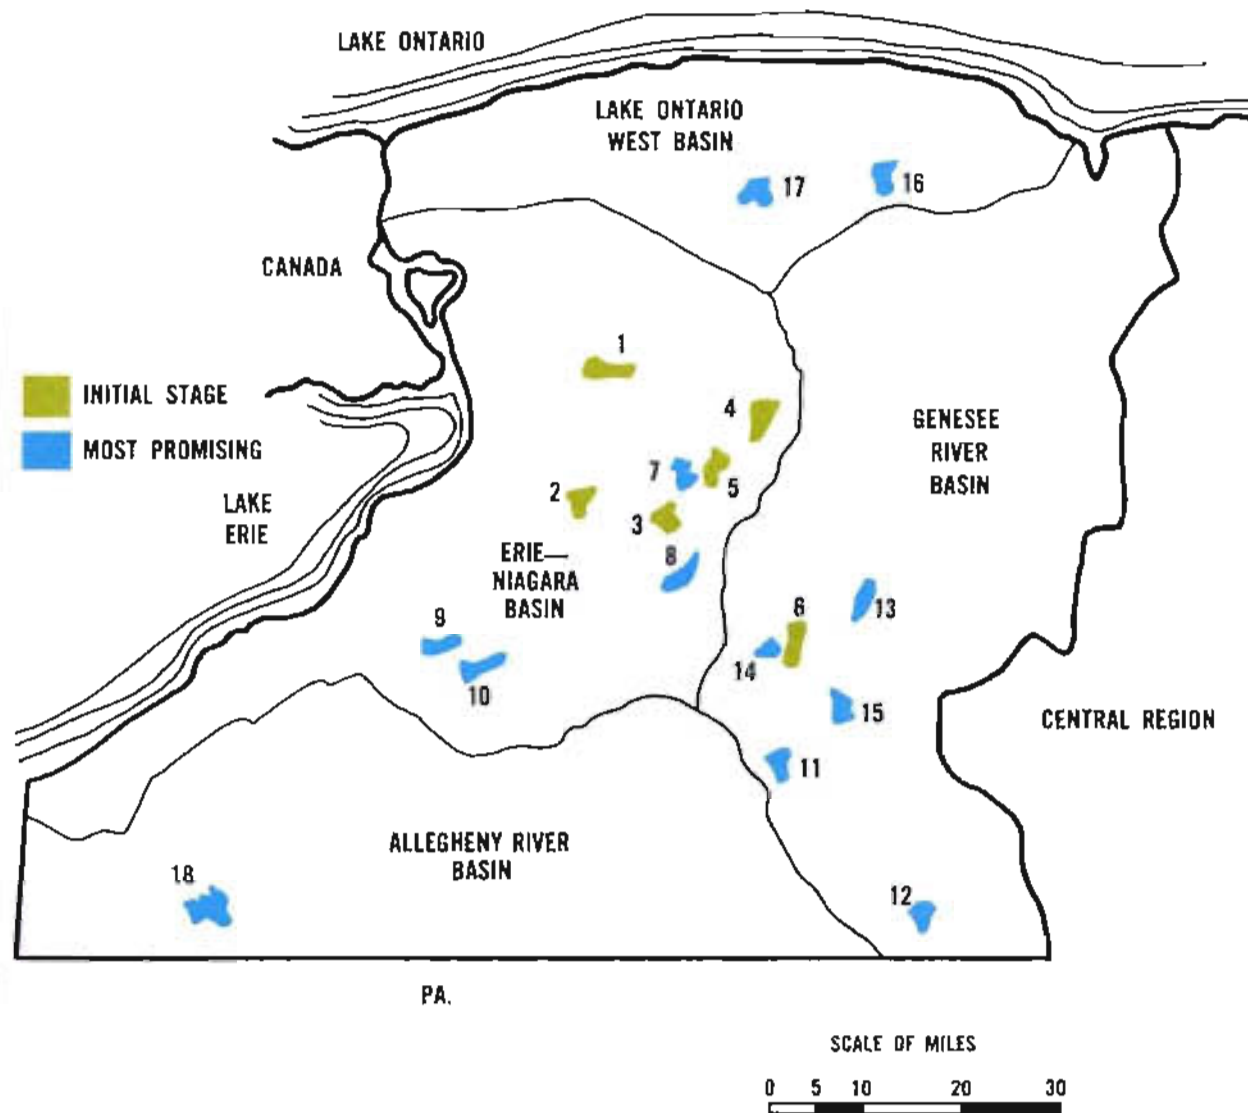 LAKE ONTARIO
LAKE ONTARIO
WEST BASIN
17
16
CANADA
1
INITIAL STAGE
MOST PROMISING
4
GENESEE
RIVER
BASIN
7
5
2
3
LAKE
ERIE
ERIE—
NIAGARA
BASIN
8
9
10
6
13
14
15
CENTRAL REGION
11
ALLEGHENY RIVER
BASIN
18
12
PA.
SCALE OF MILES
0 5 10 20 30